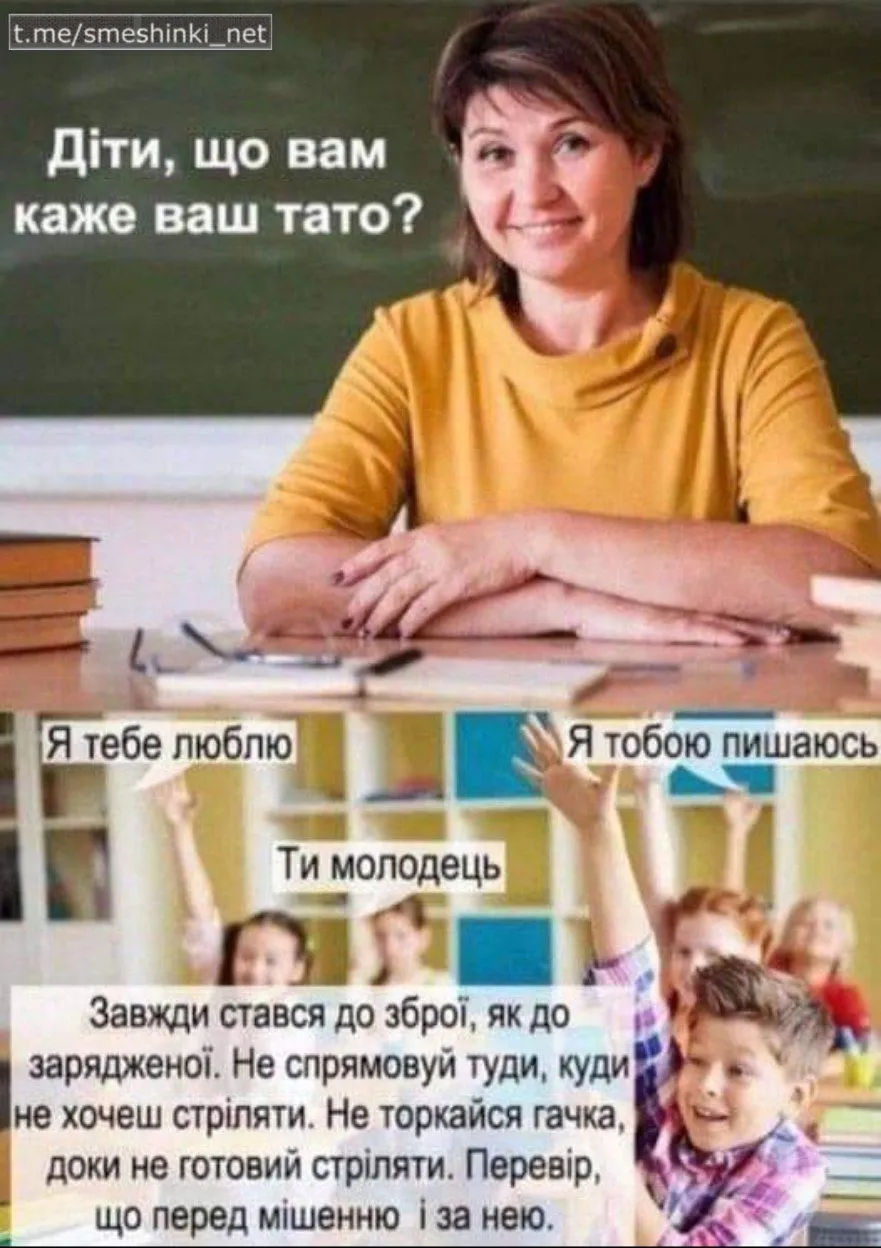 t.me/smeshinki_net
Діти, що вам
каже ваш тато?
Я тебе люблю
Я тобою пишаюсь
Ти молодець
Завжди стався до зброї, як до
зарядженої. Не спрямовуй туди, куди
не хочеш стріляти. Не торкайся гачка,
доки не готовий стріляти. Перевір,
що перед мішенню і за нею.